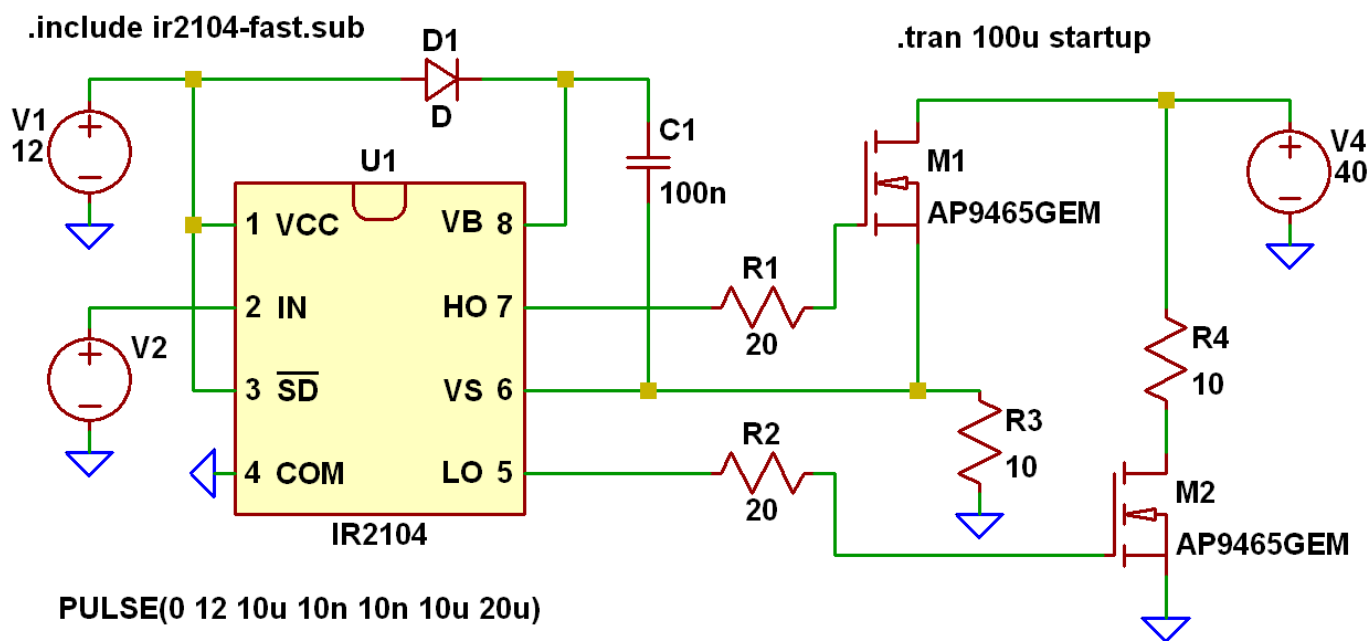 .include ir2104-fast.sub
.tran 100u startup
D1
D
V1
12
C1
100n
M1
AP9465GEM
V4
40
U1
1 VCC VB 8
2 IN HO 7
3 SD VS 6
4 COM LO 5
IR2104
V2
R1
20
R4
10
R3
10
R2
20
M2
AP9465GEM
PULSE(0 12 10u 10n 10n 10u 20u)